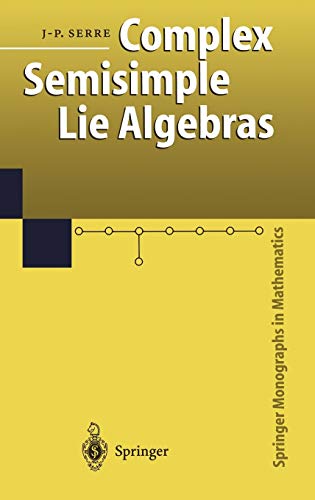 J-P. SERRE
Complex
Semisimple
Lie Algebras
Springer Monographs in Mathematics
Springer